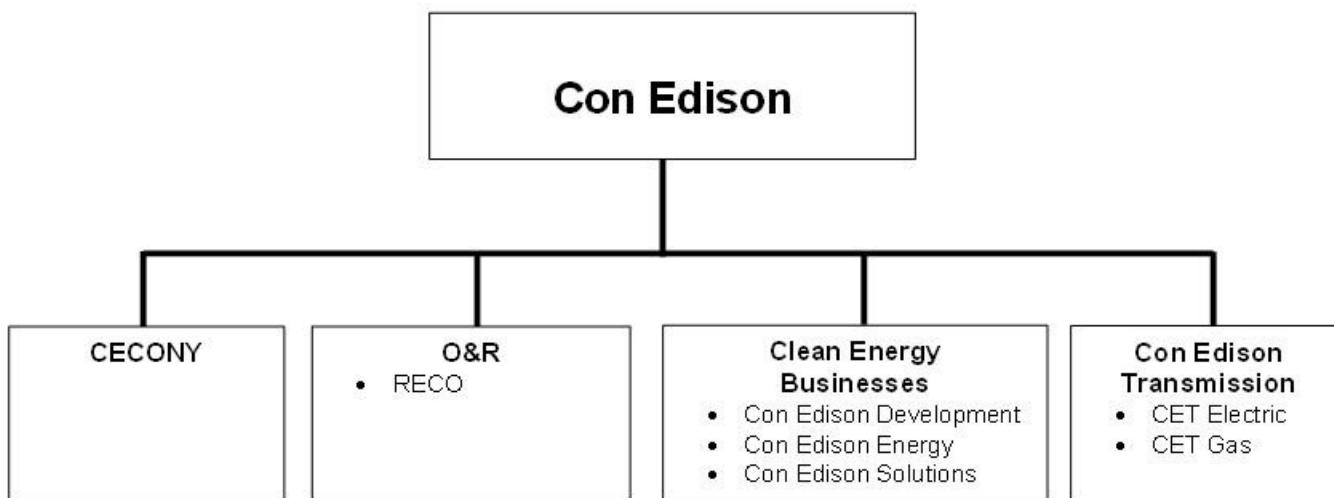 Con Edison
CECONY
O&R
• RECO
Clean Energy
Businesses
• Con Edison Development
• Con Edison Energy
• Con Edison Solutions
Con Edison
Transmission
• CET Electric
• CET Gas